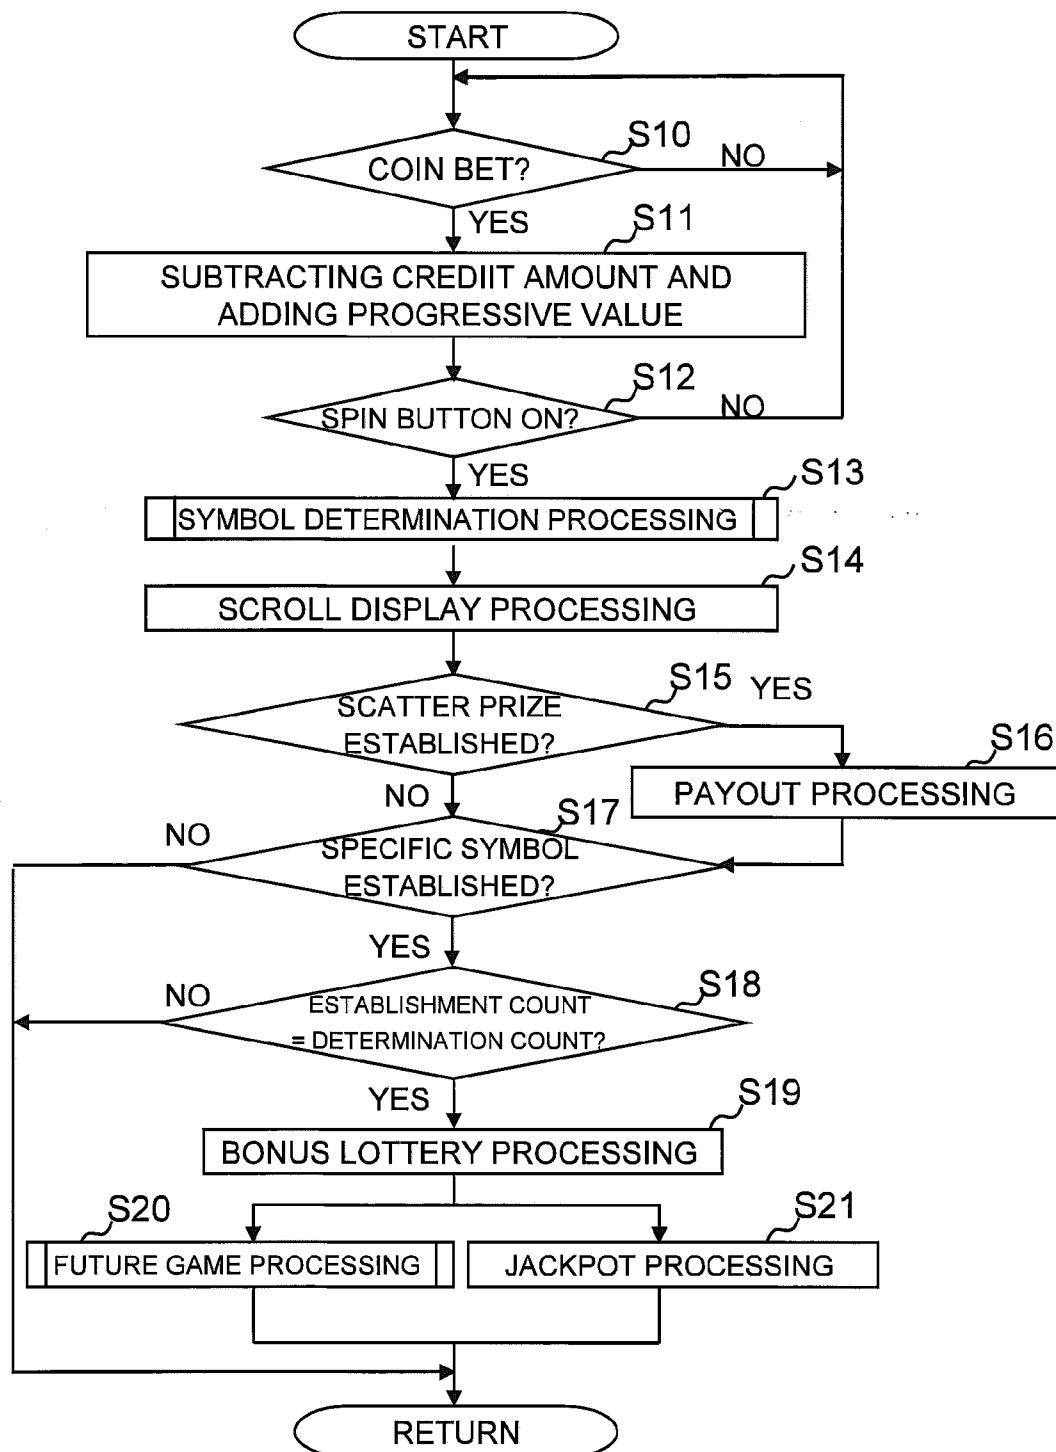 START
S10
COIN BET?
NO
YES
S11
SUBTRACTING CREDIIT AMOUNT AND
ADDING PROGRESSIVE VALUE
S12
SPIN BUTTON ON?
NO
YES
S13
SYMBOL DETERMINATION PROCESSING
S14
SCROLL DISPLAY PROCESSING
S15
YES
SCATTER PRIZE
ESTABLISHED?
S16
PAYOUT PROCESSING
NO
S17
NO
SPECIFIC SYMBOL
ESTABLISHED?
YES
S18
NO
ESTABLISHMENT COUNT
= DETERMINATION COUNT?
YES
S19
BONUS LOTTERY PROCESSING
S20
S21
FUTURE GAME PROCESSING
JACKPOT PROCESSING
RETURN